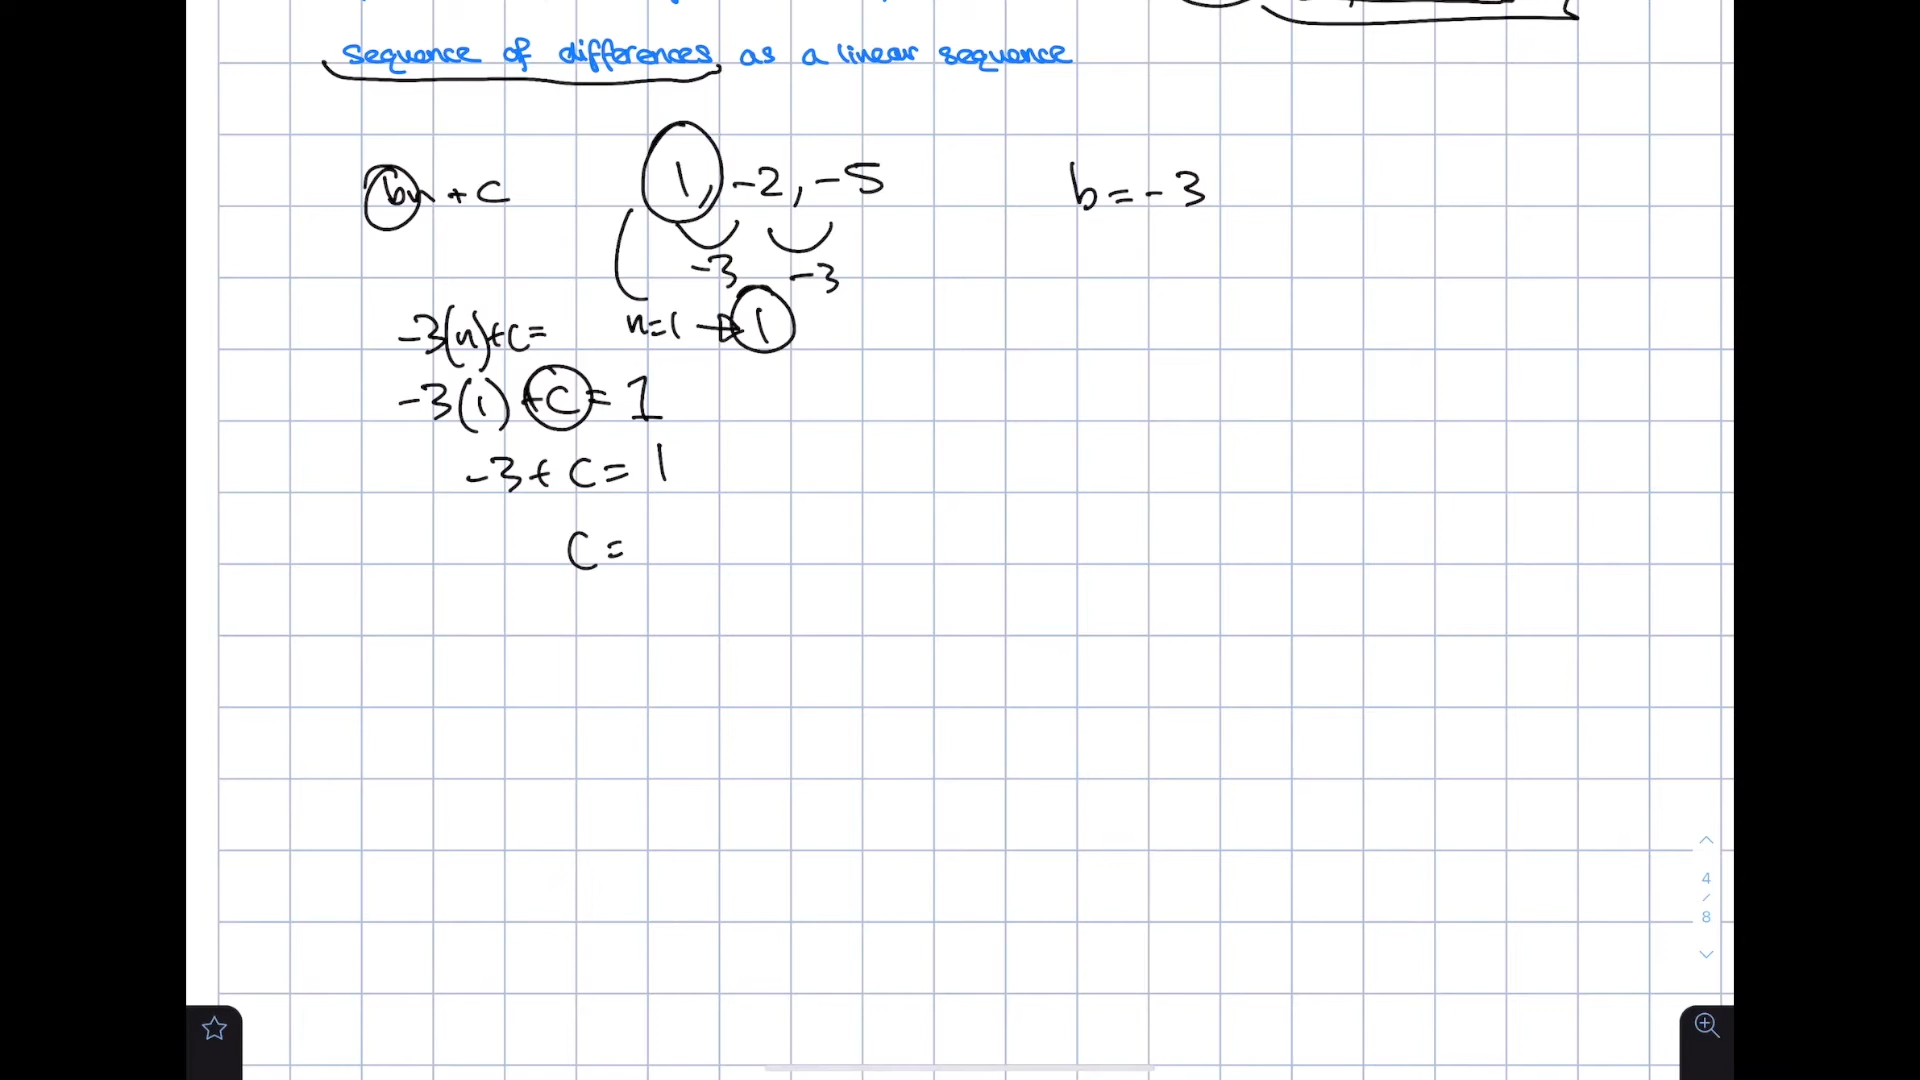 sequence of differences as a linear sequence
bn + c 1, -2, -5 b = -3
-3 -3
-3(n)+c= n=1 → 1
-3(1) +c = 1
-3 + c = 1
c =
4
/
8